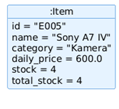 :Item
id = "E005"
name = "Sony A7 IV"
category = "Kamera"
daily_price = 600.0
stock = 4
total_stock = 4